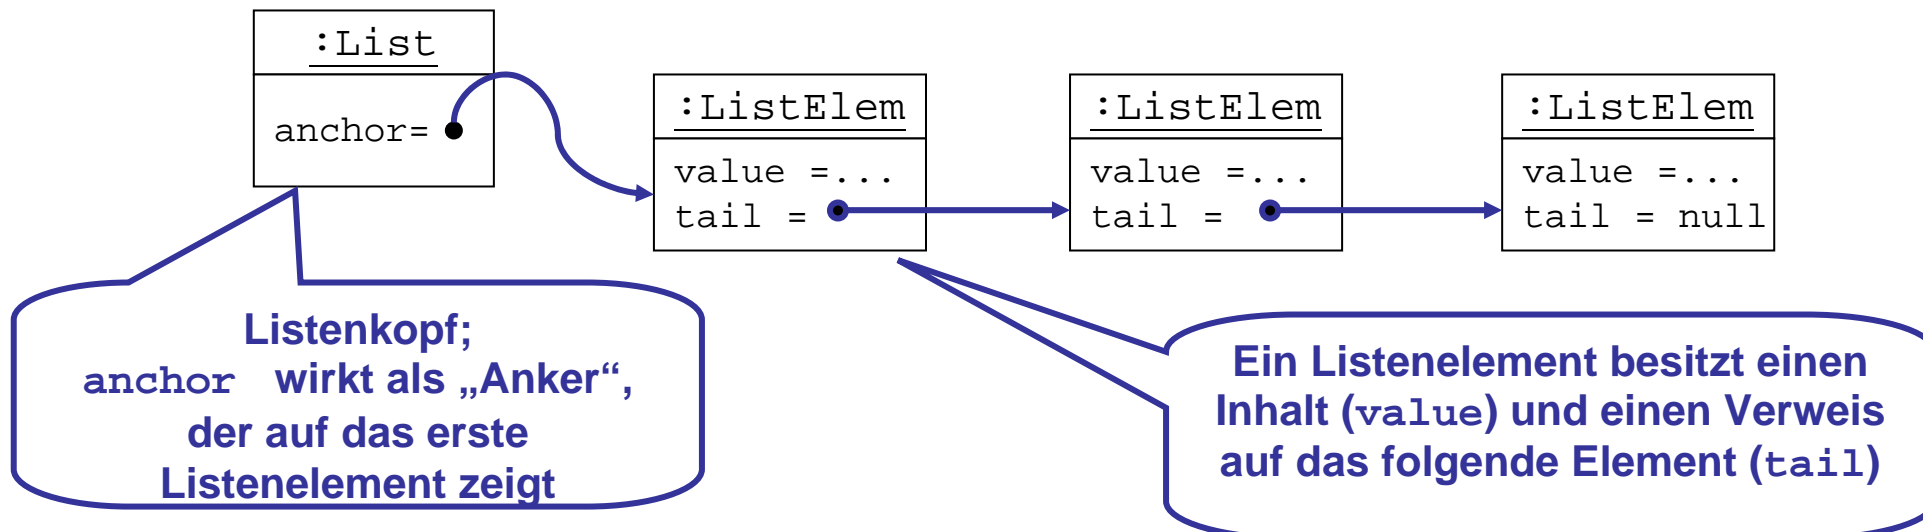 :List
anchor=
:ListElem
value =...
tail =
:ListElem
value =...
tail =
:ListElem
value =...
tail = null
Listenkopf;
anchor wirkt als „Anker“,
der auf das erste
Listenelement zeigt
Ein Listenelement besitzt einen
Inhalt (value) und einen Verweis
auf das folgende Element (tail)